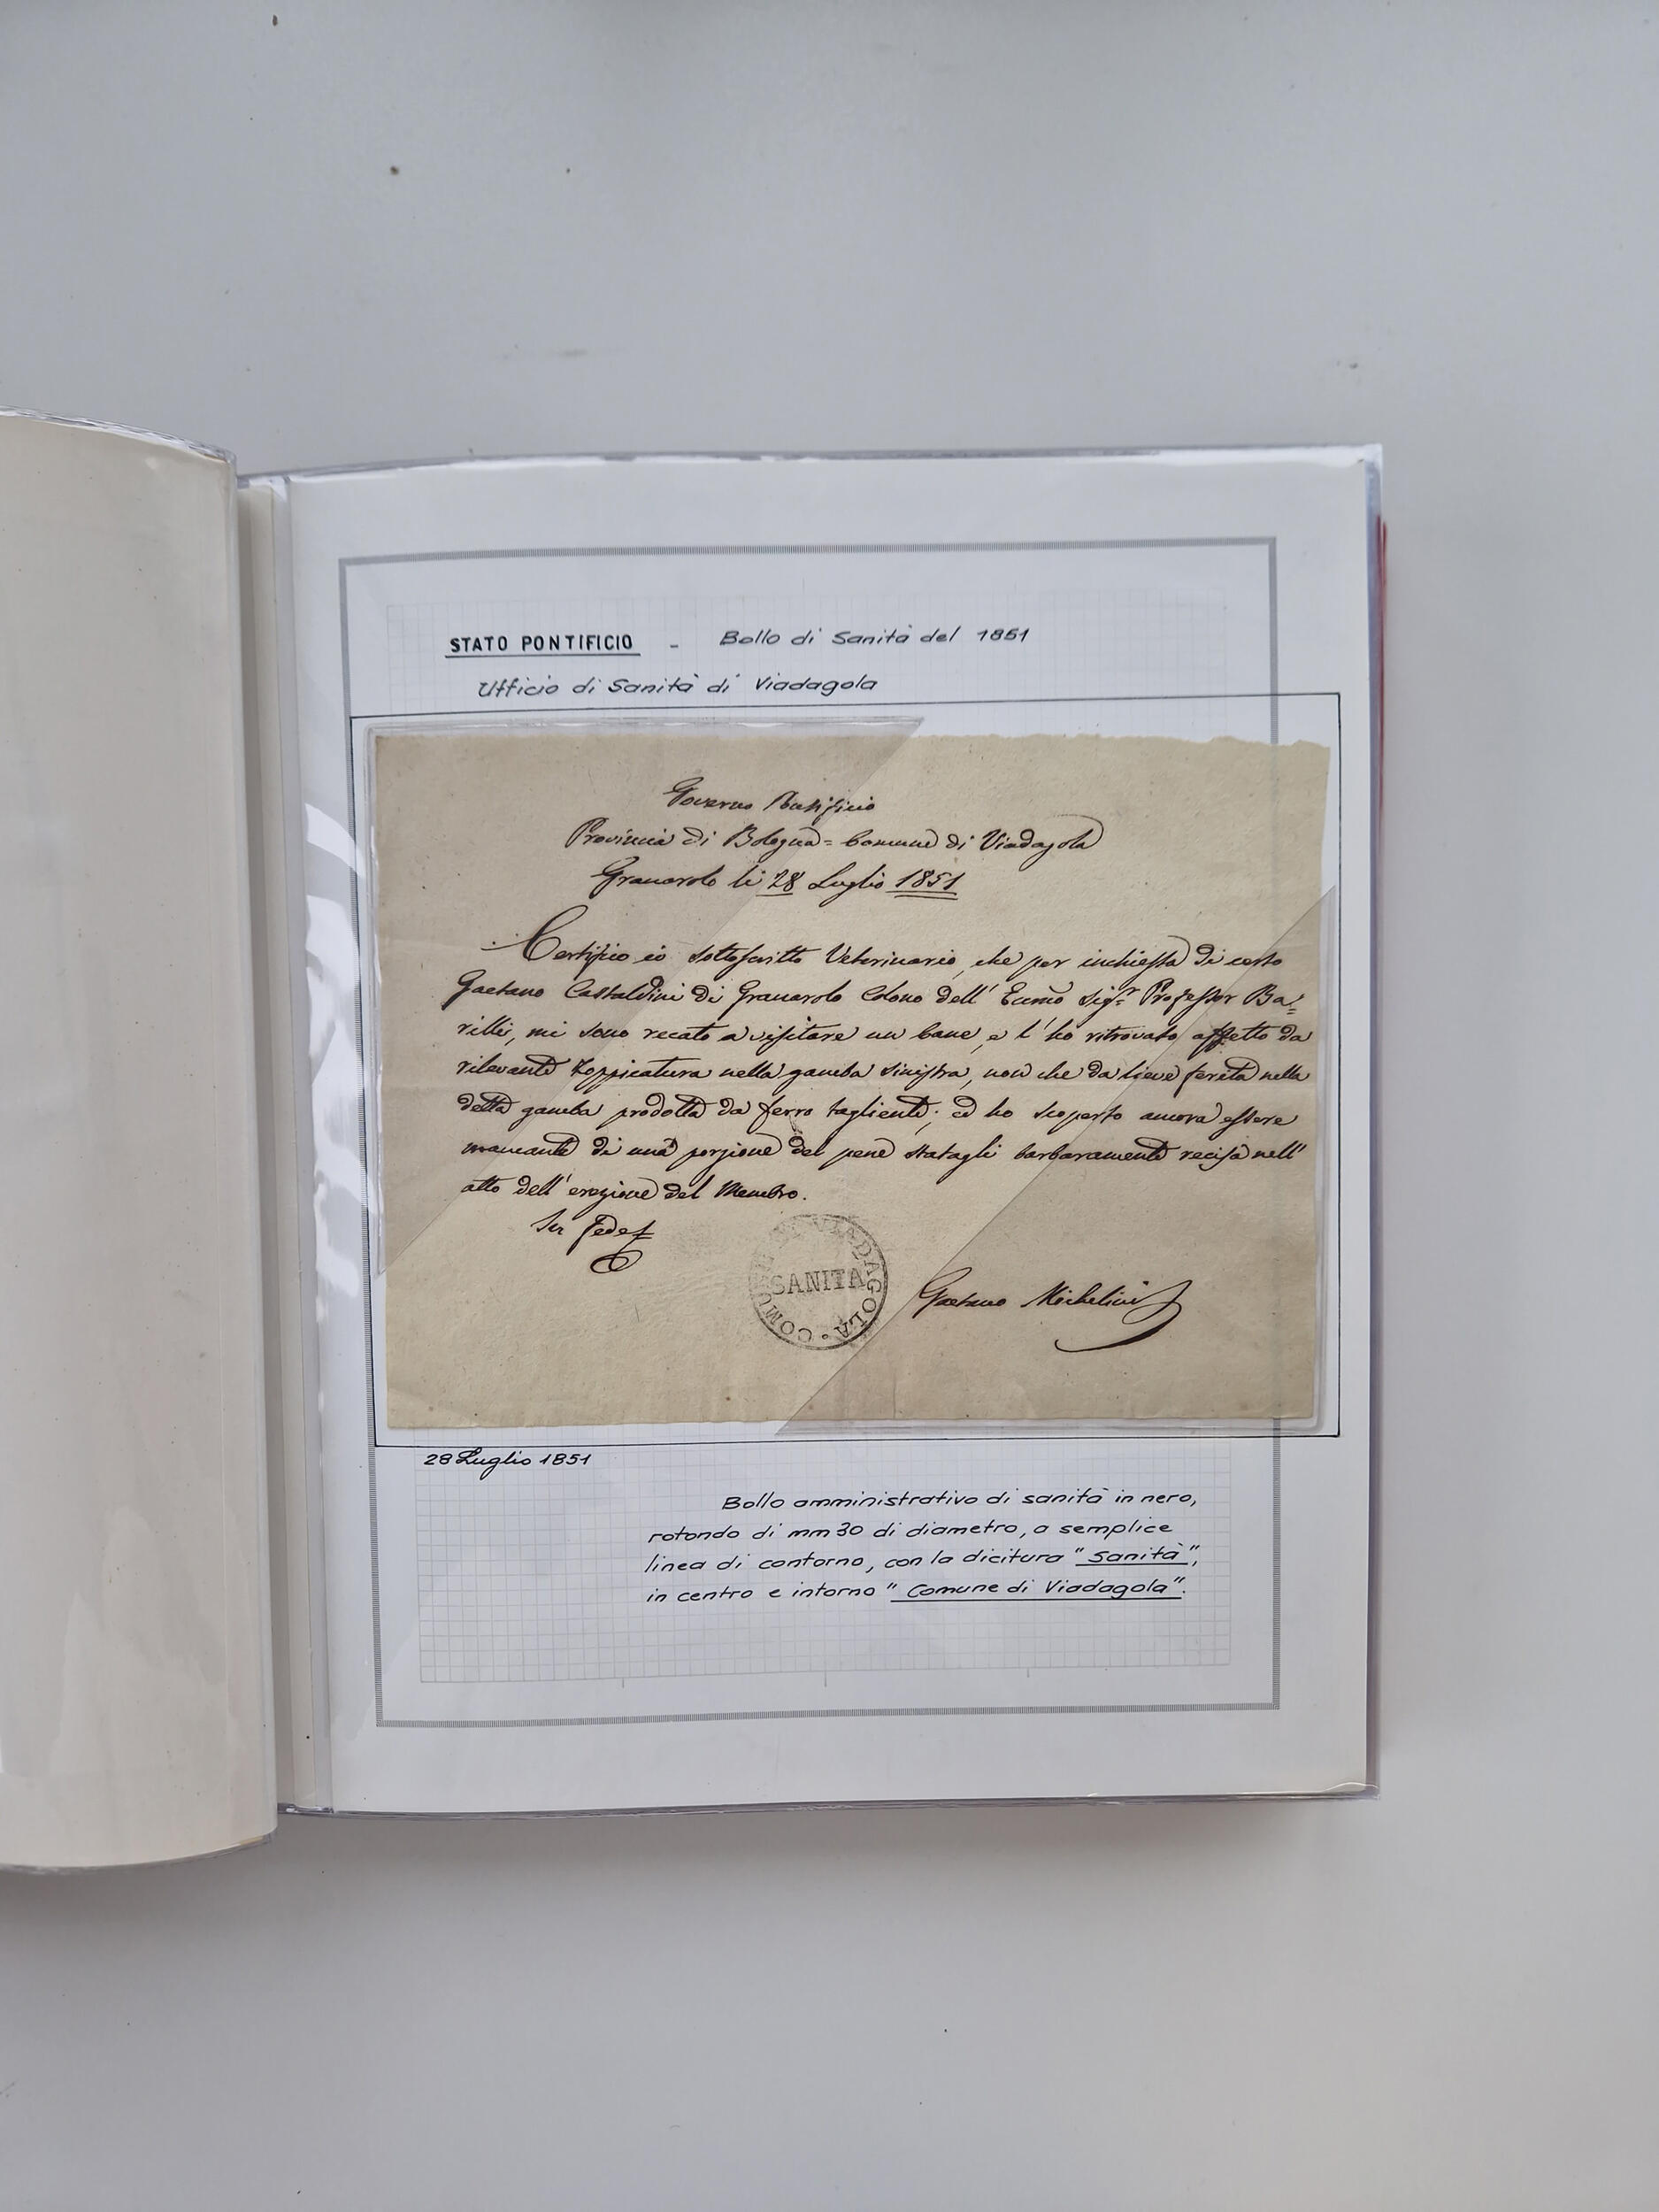 STATO PONTIFICIO - Bollo di Sanità del 1851
Ufficio di Sanità di Viadagola
Governo Pontificio
Provincia di Bologna = Comune di Viadagola
Granarolo li 28 Luglio 1851
Certifico io sottoscritto Veterinario, che per inchiesta di certo
Gaetano Castaldini di Granarolo Colono dell' Ecc̃mo Sig.r Professor Ba=
rilli, mi sono recato a visitare un Cane, e l' ho ritrovato affetto da
rilevante Zoppicatura nella gamba sinistra, non che da lieve ferita nella
detta gamba prodotta da ferro tagliente; ed ho scoperto ancora essere
mancante di una porzione del pene statagli barbaramente recisa nell'
atto dell' erezione del Membro.
In fede
COMUNE DI VIADAGOLA
SANITA
Gaetano Michelini
28 Luglio 1851
Bollo amministrativo di sanità in nero,
rotondo di mm 30 di diametro, a semplice
linea di contorno, con la dicitura "Sanità",
in centro e intorno "Comune di Viadagola".